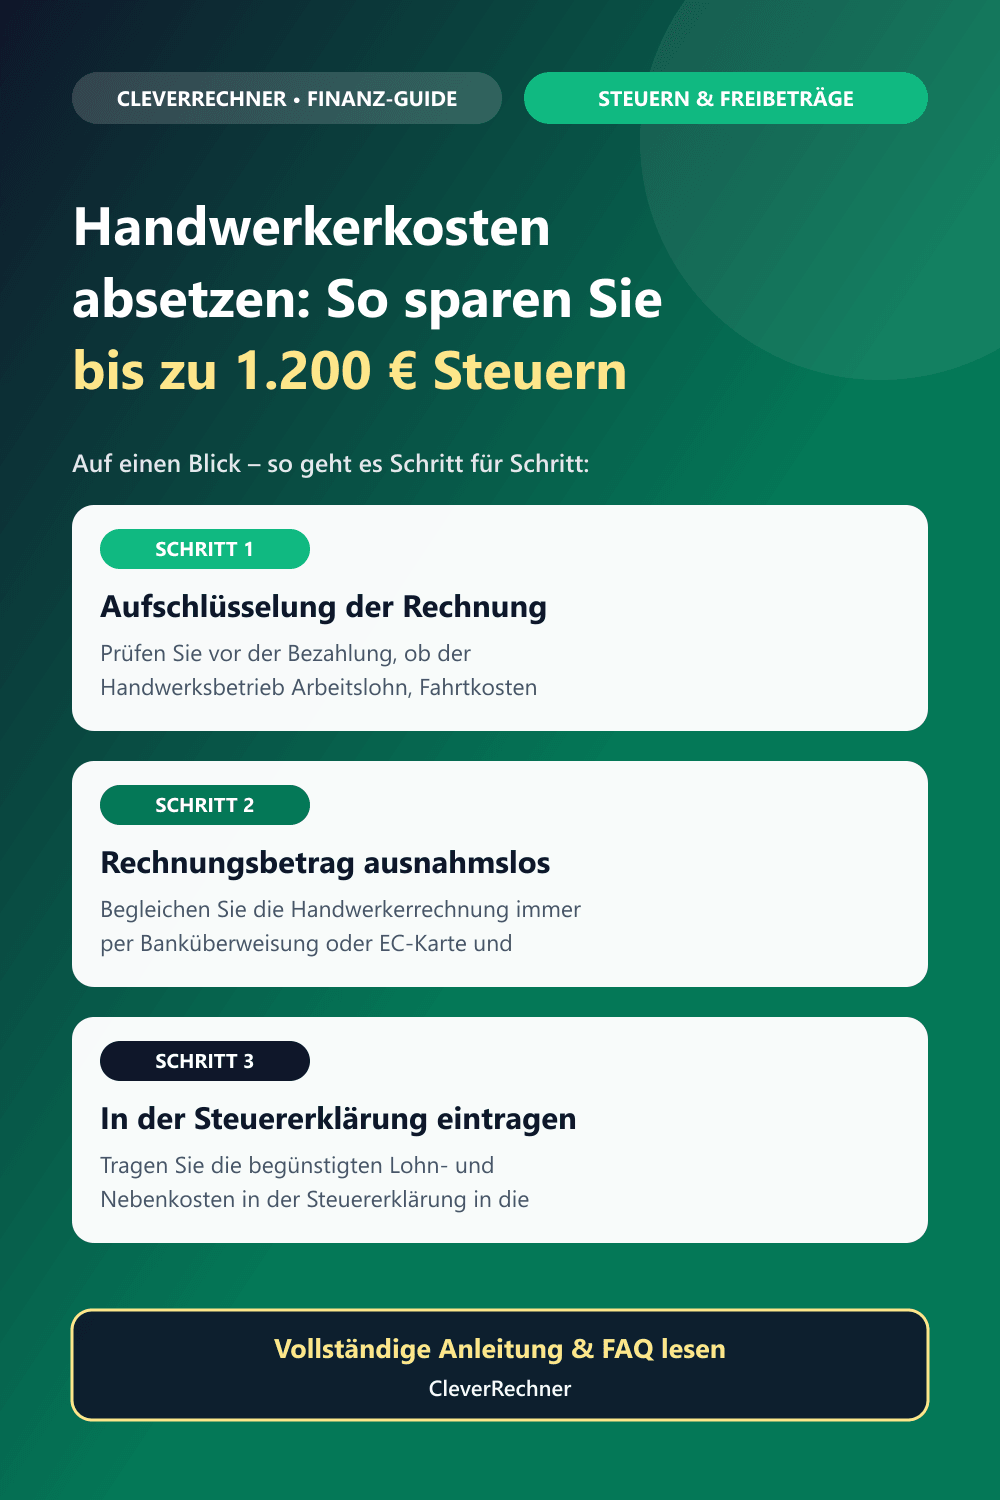 CLEVERRECHNER • FINANZ-GUIDE
STEUERN & FREIBETRÄGE
Handwerkerkosten
absetzen: So sparen Sie
bis zu 1.200 € Steuern
Auf einen Blick – so geht es Schritt für Schritt:
SCHRITT 1
Aufschlüsselung der Rechnung
Prüfen Sie vor der Bezahlung, ob der
Handwerksbetrieb Arbeitslohn, Fahrtkosten
SCHRITT 2
Rechnungsbetrag ausnahmslos
Begleichen Sie die Handwerkerrechnung immer
per Banküberweisung oder EC-Karte und
SCHRITT 3
In der Steuererklärung eintragen
Tragen Sie die begünstigten Lohn- und
Nebenkosten in der Steuererklärung in die
Vollständige Anleitung & FAQ lesen
CleverRechner